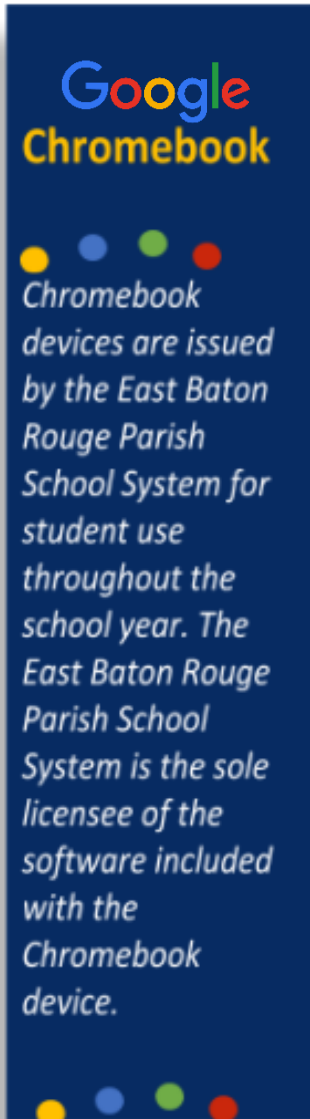 Google
Chromebook
Chromebook
devices are issued
by the East Baton
Rouge Parish
School System for
student use
throughout the
school year. The
East Baton Rouge
Parish School
System is the sole
licensee of the
software included
with the
Chromebook
device.